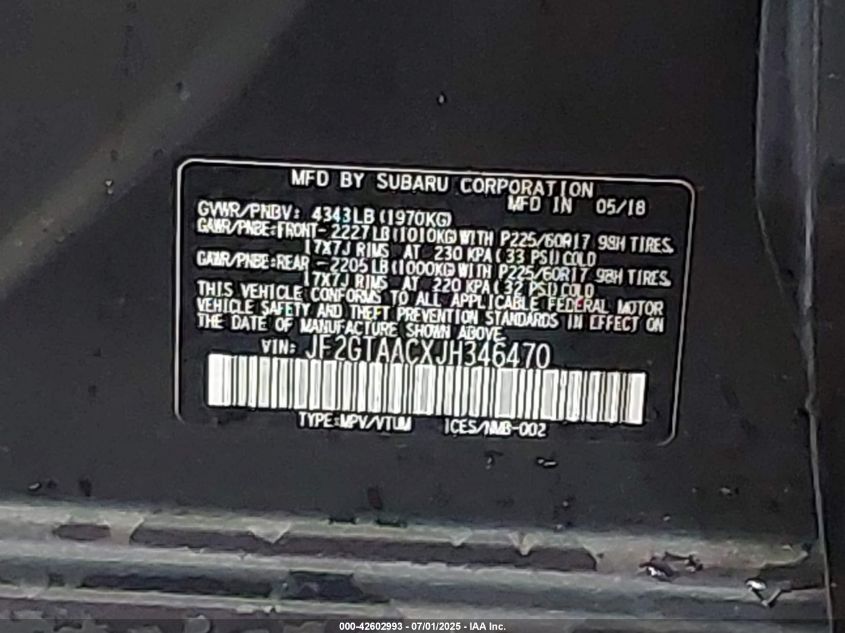 MFD BY SUBARU CORPORATION
MFD IN 05/18
GVWR/PNBV: 4343LB(1970KG)
GAWR/PNBE:FRONT-2227LB(1010KG)WITH P225/60R17 98H TIRES
17X7J RIMS AT 230 KPA(33 PSI)COLD
GAWR/PNBE:REAR -2205LB(1000KG)WITH P225/60R17 98H TIRES
17X7J RIMS AT 220 KPA(32 PSI)COLD
THIS VEHICLE CONFORMS TO ALL APPLICABLE FEDERAL MOTOR
VEHICLE SAFETY AND THEFT PREVENTION STANDARDS IN EFFECT ON
THE DATE OF MANUFACTURE SHOWN ABOVE.
VIN: JF2GTAACXJH346470
TYPE:MPV/VTUM ICES/NMB-002
000-42602993 - 07/01/2025 - IAA Inc.